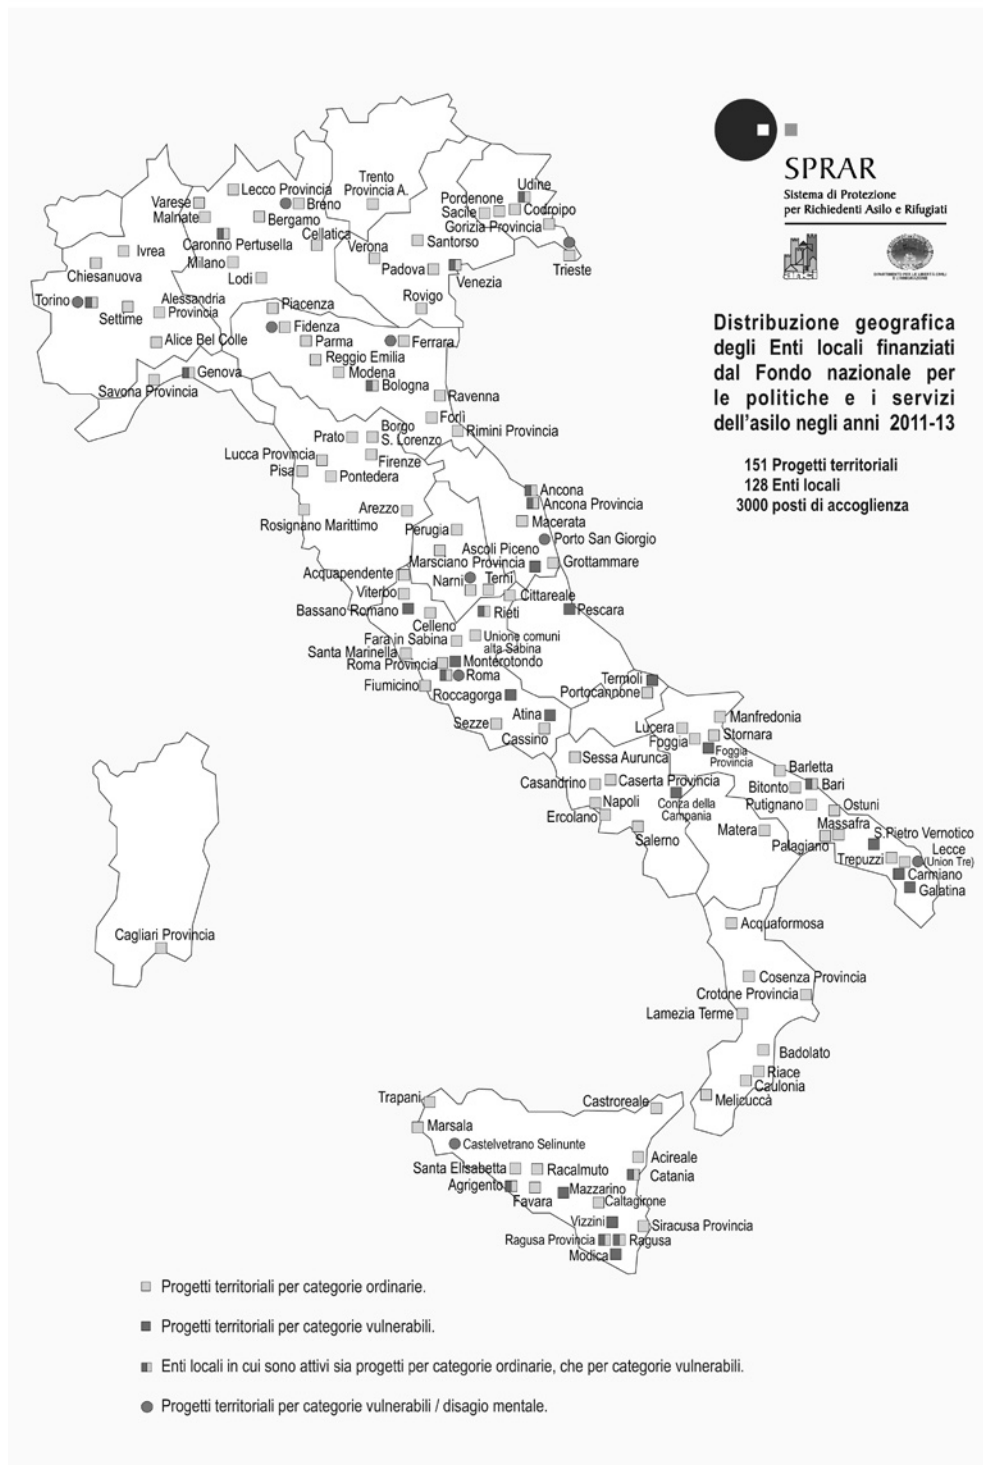 SPRAR
Sistema di Protezione
per Richiedenti Asilo e Rifugiati
anci
DIPARTIMENTO PER LE LIBERTÀ CIVILI
E L'IMMIGRAZIONE
Distribuzione geografica
degli Enti locali finanziati
dal Fondo nazionale per
le politiche e i servizi
dell'asilo negli anni 2011-13
151 Progetti territoriali
128 Enti locali
3000 posti di accoglienza
Trento
Provincia A.
Lecco Provincia
Breno
Varese
Malnate
Bergamo
Cellatica
Caronno Pertusella
Verona
Udine
Pordenone
Sacile
Codroipo
Gorizia Provincia
Santorso
Ivrea
Chiesanuova
Milano
Lodi
Padova
Venezia
Trieste
Rovigo
Torino
Settime
Alessandria
Provincia
Alice Bel Colle
Piacenza
Fidenza
Parma
Ferrara
Reggio Emilia
Modena
Genova
Savona Provincia
Bologna
Ravenna
Forlì
Rimini Provincia
Prato
Borgo
S. Lorenzo
Lucca Provincia
Firenze
Pisa
Pontedera
Rosignano Marittimo
Arezzo
Ancona
Ancona Provincia
Macerata
Perugia
Porto San Giorgio
Ascoli Piceno
Provincia
Marsciano
Grottammare
Acquapendente
Narni
Terni
Viterbo
Cittareale
Bassano Romano
Celleno
Rieti
Pescara
Fara in Sabina
Unione comuni
alta Sabina
Santa Marinella
Roma Provincia
Monterotondo
Roma
Fiumicino
Roccagorga
Termoli
Portocannone
Sezze
Atina
Cassino
Manfredonia
Lucera
Stornara
Foggia
Foggia
Provincia
Sessa Aurunca
Barletta
Casandrino
Caserta Provincia
Bitonto
Bari
Napoli
Conza della
Campania
Putignano
Ostuni
Ercolano
Salerno
Matera
Massafra
Palagiano
S.Pietro Vernotico
Lecce
(Union Tre)
Trepuzzi
Carmiano
Galatina
Cagliari Provincia
Acquaformosa
Cosenza Provincia
Crotone Provincia
Lamezia Terme
Badolato
Riace
Caulonia
Melicuccà
Trapani
Castroreale
Marsala
Castelvetrano Selinunte
Acireale
Santa Elisabetta
Racalmuto
Catania
Agrigento
Mazzarino
Favara
Caltagirone
Vizzini
Siracusa Provincia
Ragusa Provincia
Ragusa
Modica
Progetti territoriali per categorie ordinarie.
Progetti territoriali per categorie vulnerabili.
Enti locali in cui sono attivi sia progetti per categorie ordinarie, che per categorie vulnerabili.
Progetti territoriali per categorie vulnerabili / disagio mentale.